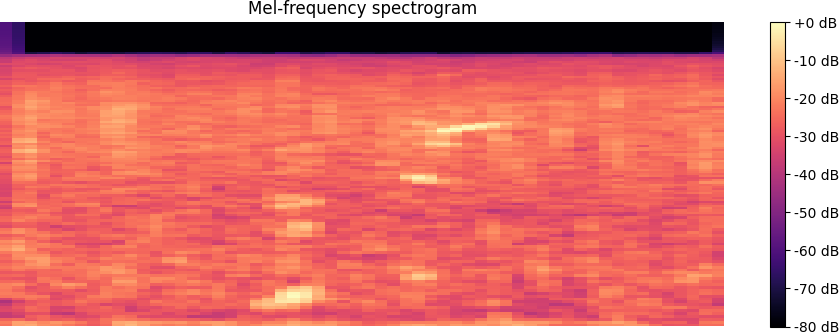 Mel-frequency spectrogram
+0 dB
-10 dB
-20 dB
-30 dB
-40 dB
-50 dB
-60 dB
-70 dB
-80 dB